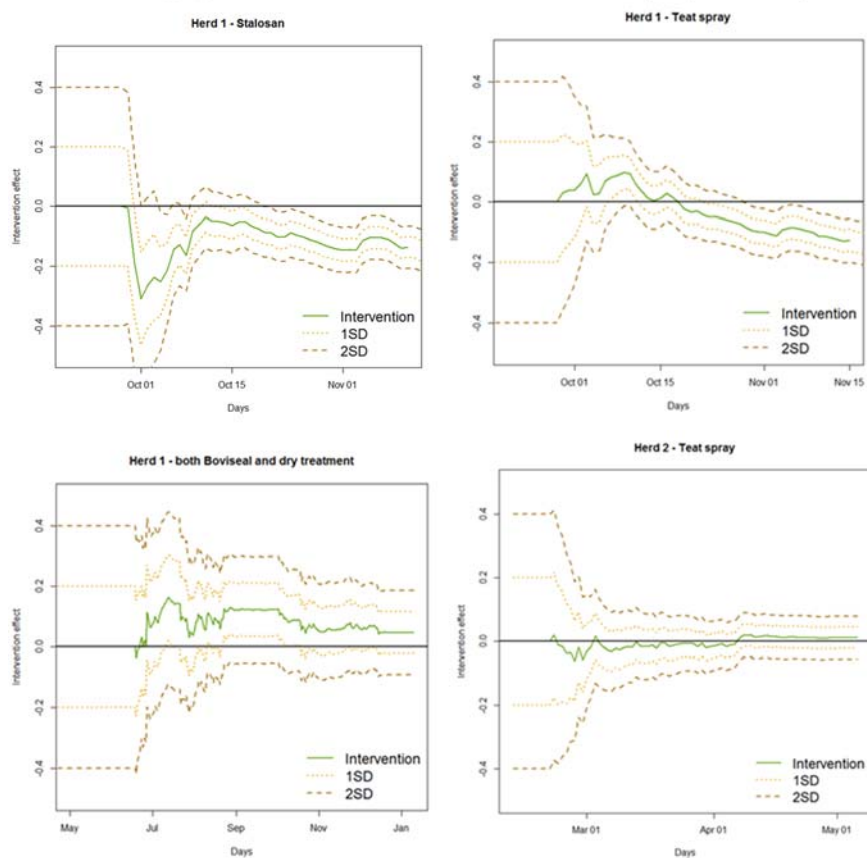 Herd 1 - Stalosan
Intervention effect
0.4
0.2
0.0
-0.2
-0.4
Intervention
1SD
2SD
Oct 01
Oct 15
Nov 01
Days
Herd 1 - Teat spray
Intervention effect
0.4
0.2
0.0
-0.2
-0.4
Intervention
1SD
2SD
Oct 01
Oct 15
Nov 01
Nov 15
Days
Herd 1 - both Boviseal and dry treatment
Intervention effect
0.4
0.2
0.0
-0.2
-0.4
Intervention
1SD
2SD
May
Jul
Sep
Nov
Jan
Days
Herd 2 - Teat spray
Intervention effect
0.4
0.2
0.0
-0.2
-0.4
Intervention
1SD
2SD
Mar 01
Apr 01
May 01
Days